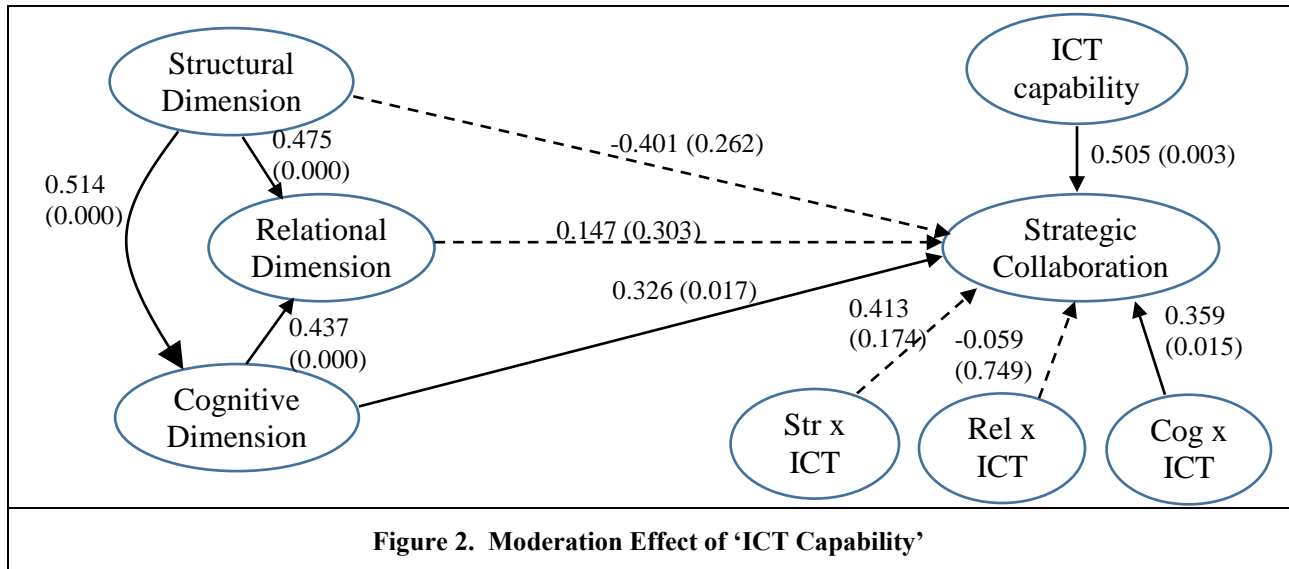 Structural
Dimension
ICT
capability
0.475
(0.000)
-0.401 (0.262)
0.505 (0.003)
0.514
(0.000)
Relational
Dimension
0.147 (0.303)
Strategic
Collaboration
0.326 (0.017)
0.437
(0.000)
0.413
(0.174)
-0.059
(0.749)
0.359
(0.015)
Cognitive
Dimension
Str x
ICT
Rel x
ICT
Cog x
ICT
Figure 2. Moderation Effect of ‘ICT Capability’